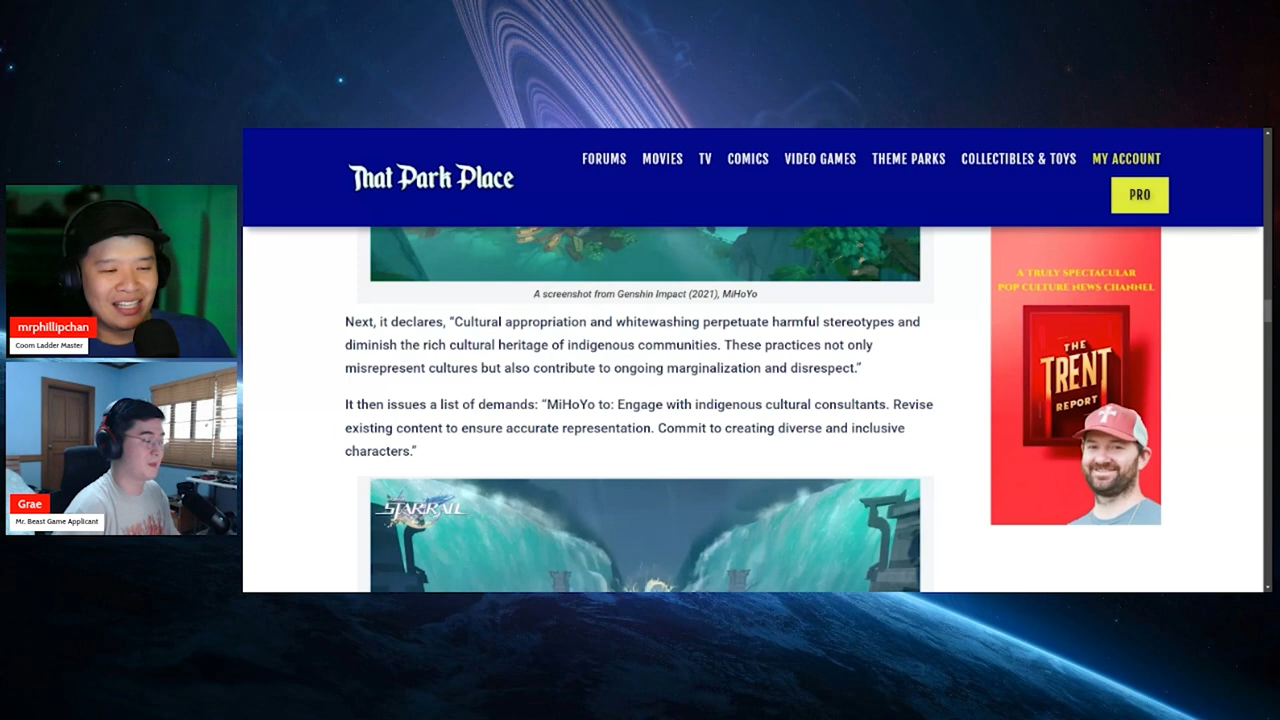 That Park Place
FORUMS MOVIES TV COMICS VIDEO GAMES THEME PARKS COLLECTIBLES & TOYS MY ACCOUNT
PRO
mrphillipchan
Coom Ladder Master
Grae
Mr. Beast Game Applicant
A screenshot from Genshin Impact (2021), MiHoYo
Next, it declares, “Cultural appropriation and whitewashing perpetuate harmful stereotypes and
diminish the rich cultural heritage of indigenous communities. These practices not only
misrepresent cultures but also contribute to ongoing marginalization and disrespect.”
It then issues a list of demands: “MiHoYo to: Engage with indigenous cultural consultants. Revise
existing content to ensure accurate representation. Commit to creating diverse and inclusive
characters.”
STAR RAIL
A TRULY SPECTACULAR
POP CULTURE NEWS CHANNEL
THE
TRENT
REPORT